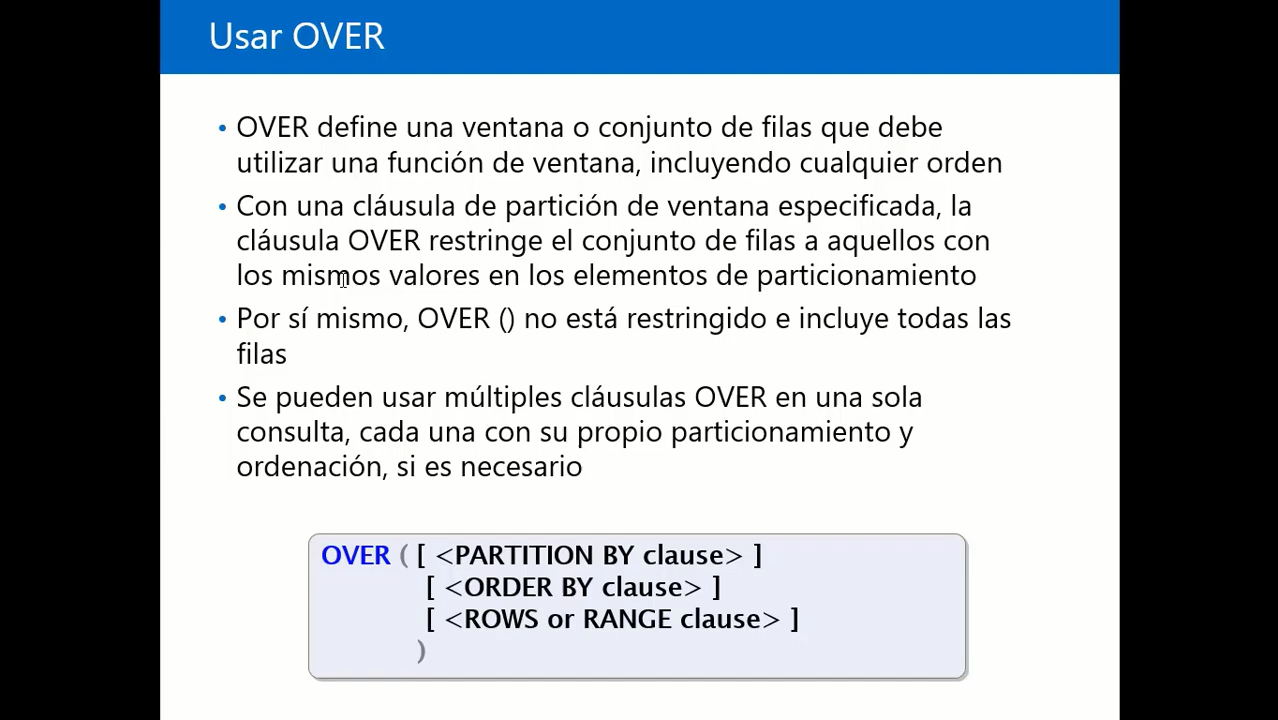 Usar OVER
• OVER define una ventana o conjunto de filas que debe
utilizar una función de ventana, incluyendo cualquier orden
• Con una cláusula de partición de ventana especificada, la
cláusula OVER restringe el conjunto de filas a aquellos con
los mismos valores en los elementos de particionamiento
• Por sí mismo, OVER () no está restringido e incluye todas las
filas
• Se pueden usar múltiples cláusulas OVER en una sola
consulta, cada una con su propio particionamiento y
ordenación, si es necesario
OVER ( [ <PARTITION BY clause> ]
[ <ORDER BY clause> ]
[ <ROWS or RANGE clause> ]
)